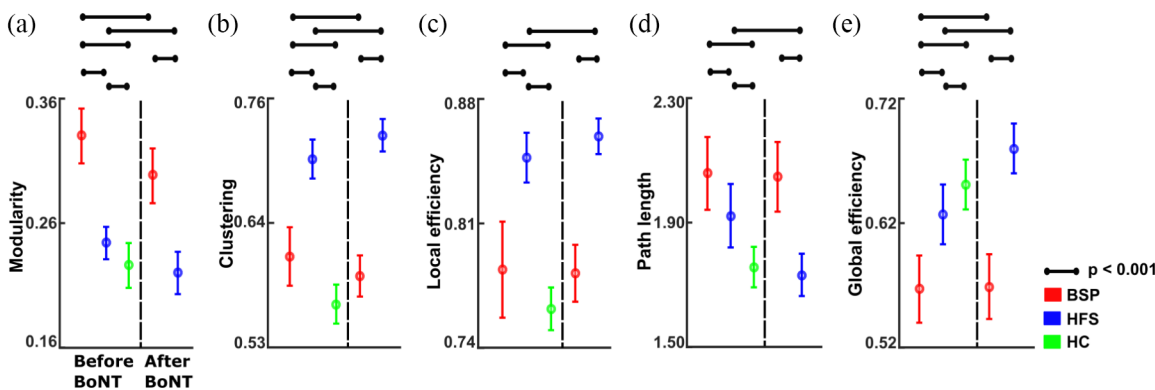 (a)
(b)
(c)
(d)
(e)
0.36
0.26
0.16
Modularity
Before
BoNT
After
BoNT
0.76
0.64
0.53
Clustering
0.88
0.81
0.74
Local efficiency
2.30
1.90
1.50
Path length
0.72
0.62
0.52
Global efficiency
p < 0.001
BSP
HFS
HC